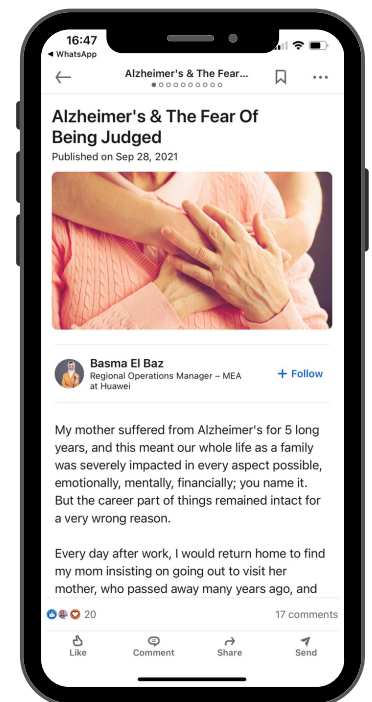 16:47
◀ WhatsApp
Alzheimer's & The Fear...
Alzheimer's & The Fear Of
Being Judged
Published on Sep 28, 2021
Basma El Baz
Regional Operations Manager – MEA
at Huawei
+ Follow
My mother suffered from Alzheimer's for 5 long
years, and this meant our whole life as a family
was severely impacted in every aspect possible,
emotionally, mentally, financially; you name it.
But the career part of things remained intact for
a very wrong reason.
Every day after work, I would return home to find
my mom insisting on going out to visit her
mother, who passed away many years ago, and
20
17 comments
Like
Comment
Share
Send